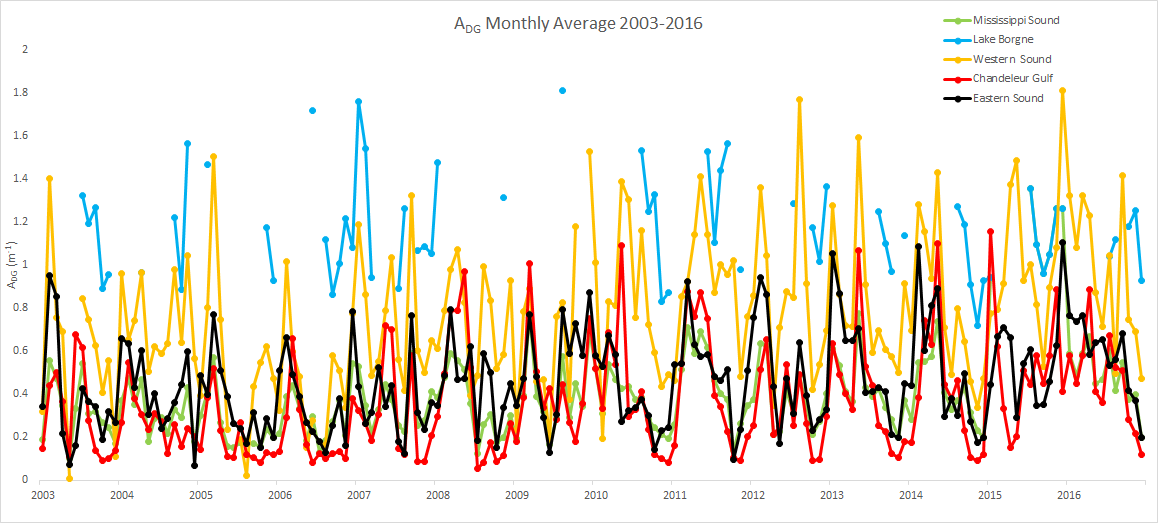 A_DG Monthly Average 2003-2016
Mississippi Sound
Lake Borgne
Western Sound
Chandeleur Gulf
Eastern Sound
A_DG (m⁻¹)
2
1.8
1.6
1.4
1.2
1
0.8
0.6
0.4
0.2
0
2003 2004 2005 2006 2007 2008 2009 2010 2011 2012 2013 2014 2015 2016